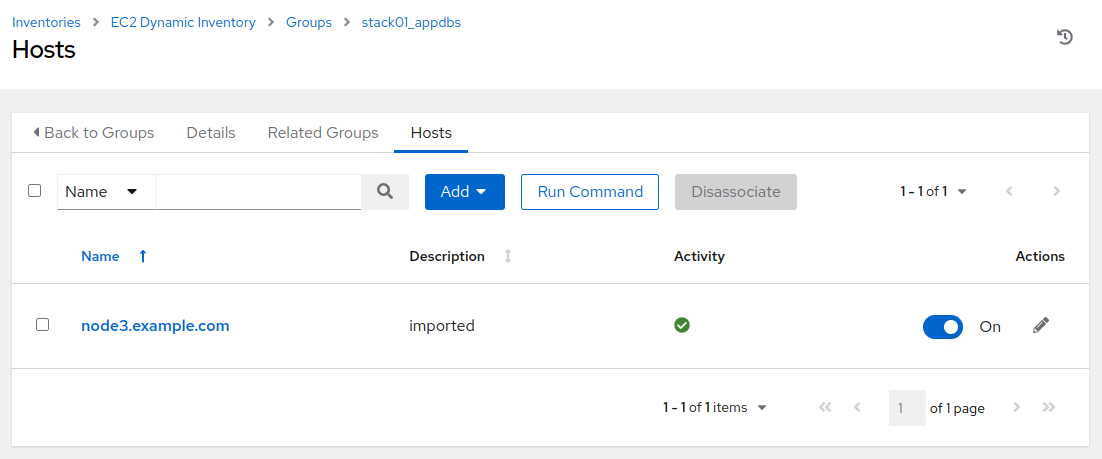 Inventories > EC2 Dynamic Inventory > Groups > stack01_appdbs
Hosts
Back to Groups Details Related Groups Hosts
Name Add Run Command Disassociate 1 - 1 of 1
Name Description Activity Actions
node3.example.com imported On
1 - 1 of 1 items 1 of 1 page